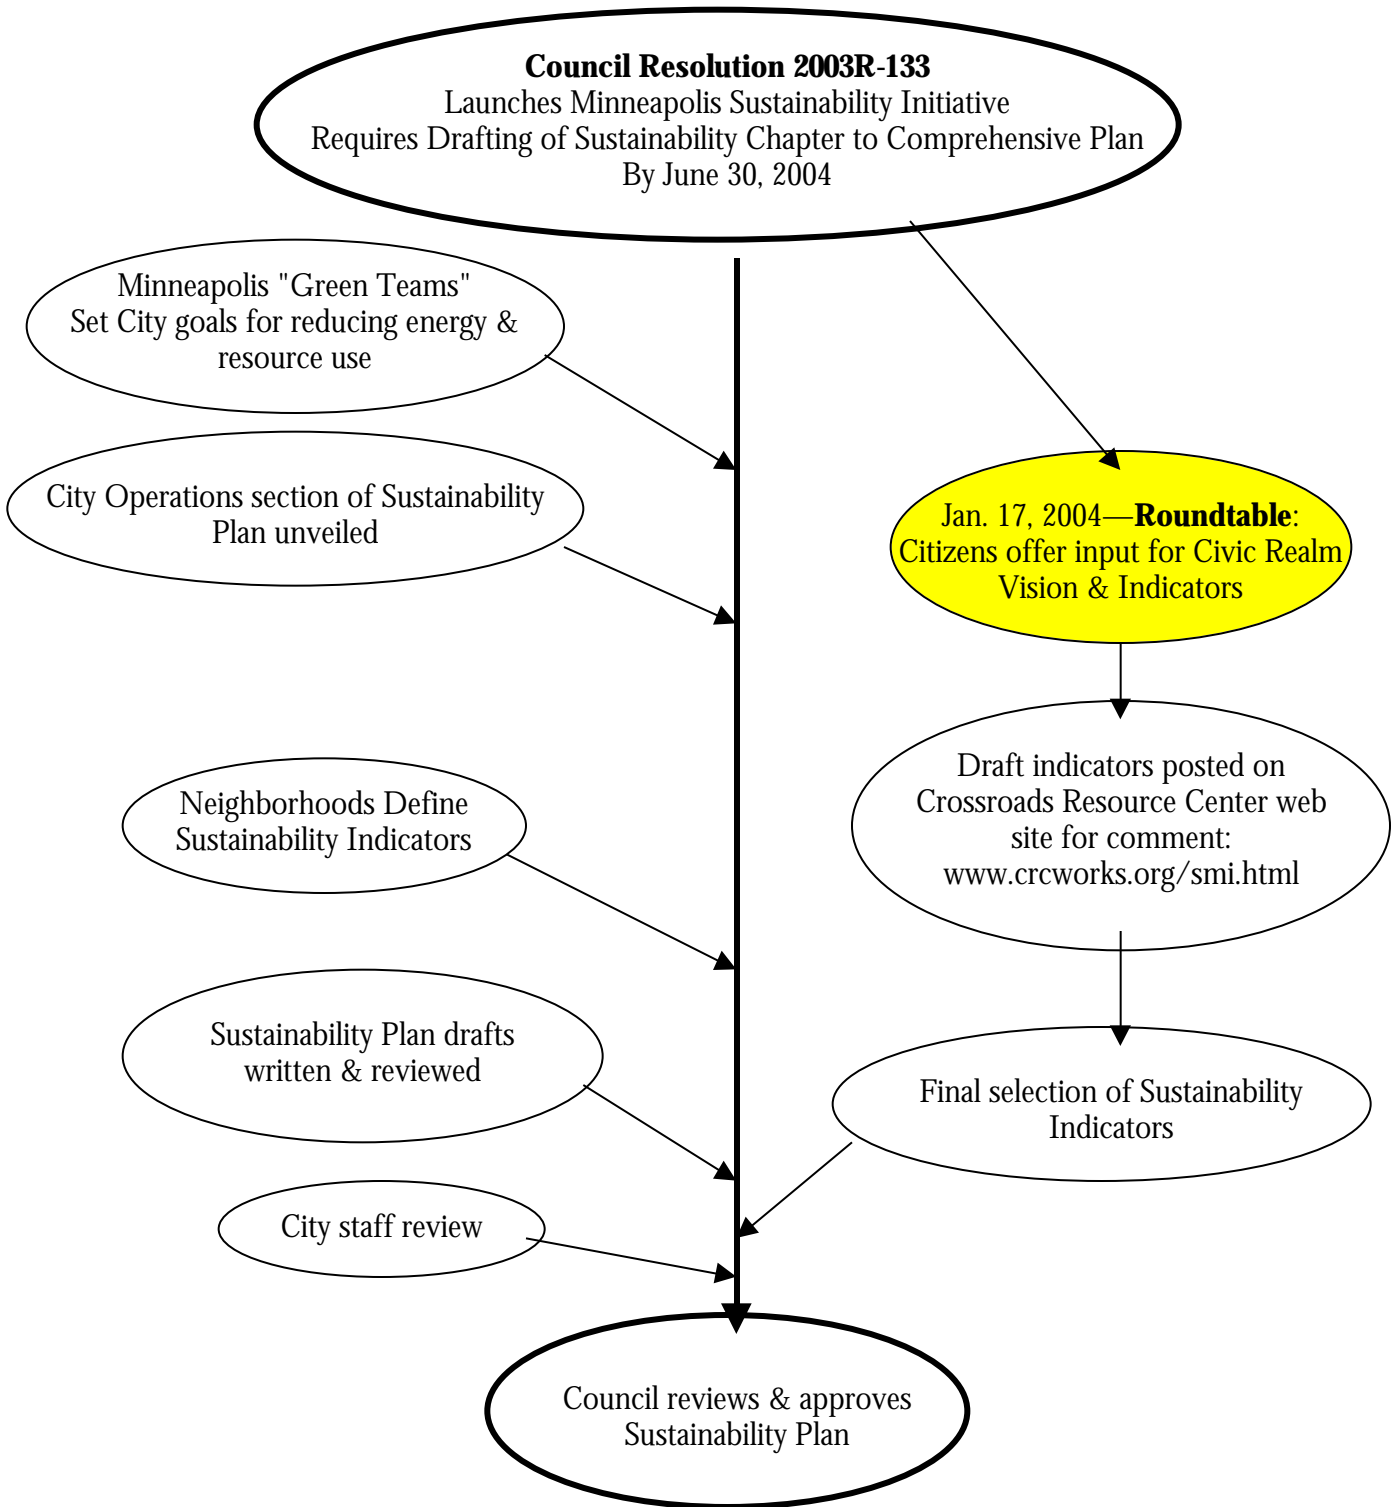 Council Resolution 2003R-133
Launches Minneapolis Sustainability Initiative
Requires Drafting of Sustainability Chapter to Comprehensive Plan
By June 30, 2004
Minneapolis "Green Teams"
Set City goals for reducing energy &
resource use
City Operations section of Sustainability
Plan unveiled
Jan. 17, 2004—Roundtable:
Citizens offer input for Civic Realm
Vision & Indicators
Neighborhoods Define
Sustainability Indicators
Draft indicators posted on
Crossroads Resource Center web
site for comment:
www.crcworks.org/smi.html
Sustainability Plan drafts
written & reviewed
Final selection of Sustainability
Indicators
City staff review
Council reviews & approves
Sustainability Plan